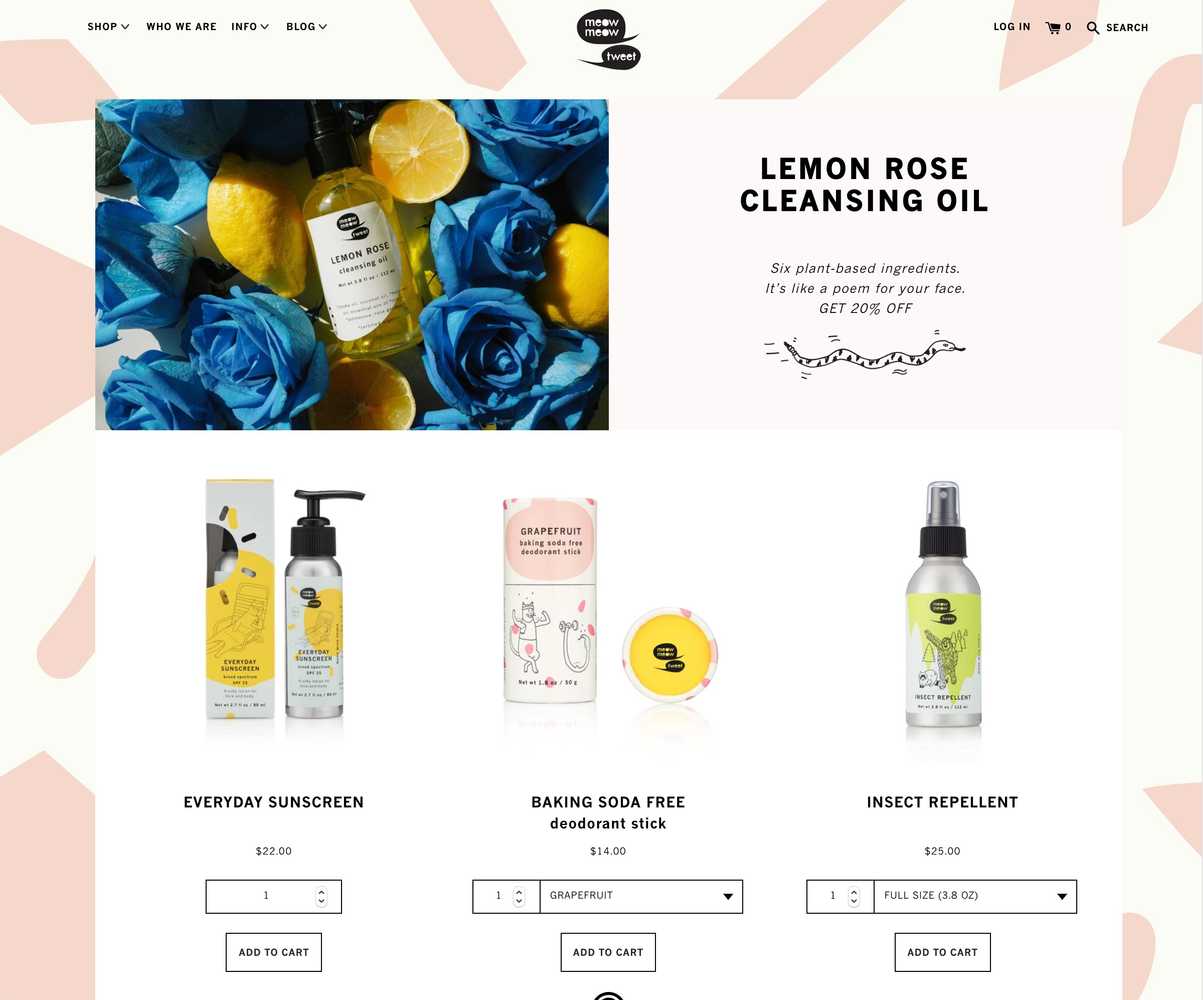 SHOP
WHO WE ARE
INFO
BLOG
meow
meow
tweet
LOG IN
0
SEARCH
meow
meow
tweet
LEMON ROSE
cleansing oil
Net wt 3.8 fl oz / 112 ml
LEMON ROSE
CLEANSING OIL
Six plant-based ingredients.
It's like a poem for your face.
GET 20% OFF
EVERYDAY
SUNSCREEN
broad spectrum
SPF 25
Net wt 2.7 fl oz / 80 ml
meow
meow
tweet
EVERYDAY
SUNSCREEN
broad spectrum
SPF 25
Net wt 2.7 fl oz / 80 ml
GRAPEFRUIT
baking soda free
deodorant stick
Net wt 1.8 oz / 50 g
meow
meow
tweet
meow
meow
tweet
INSECT REPELLENT
Net wt 3.8 fl oz / 112 ml
EVERYDAY SUNSCREEN
$22.00
1
ADD TO CART
BAKING SODA FREE
deodorant stick
$14.00
1
GRAPEFRUIT
ADD TO CART
INSECT REPELLENT
$25.00
1
FULL SIZE (3.8 OZ)
ADD TO CART